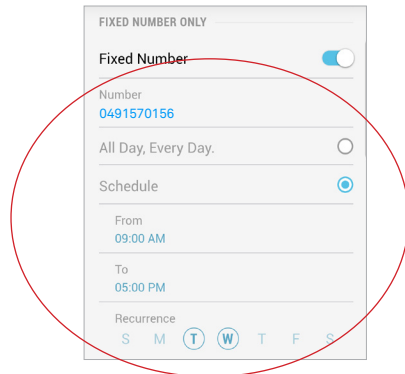 FIXED NUMBER ONLY
Fixed Number
Number
0491570156
All Day, Every Day.
Schedule
From
09:00 AM
To
05:00 PM
Recurrence
S M T W T F S